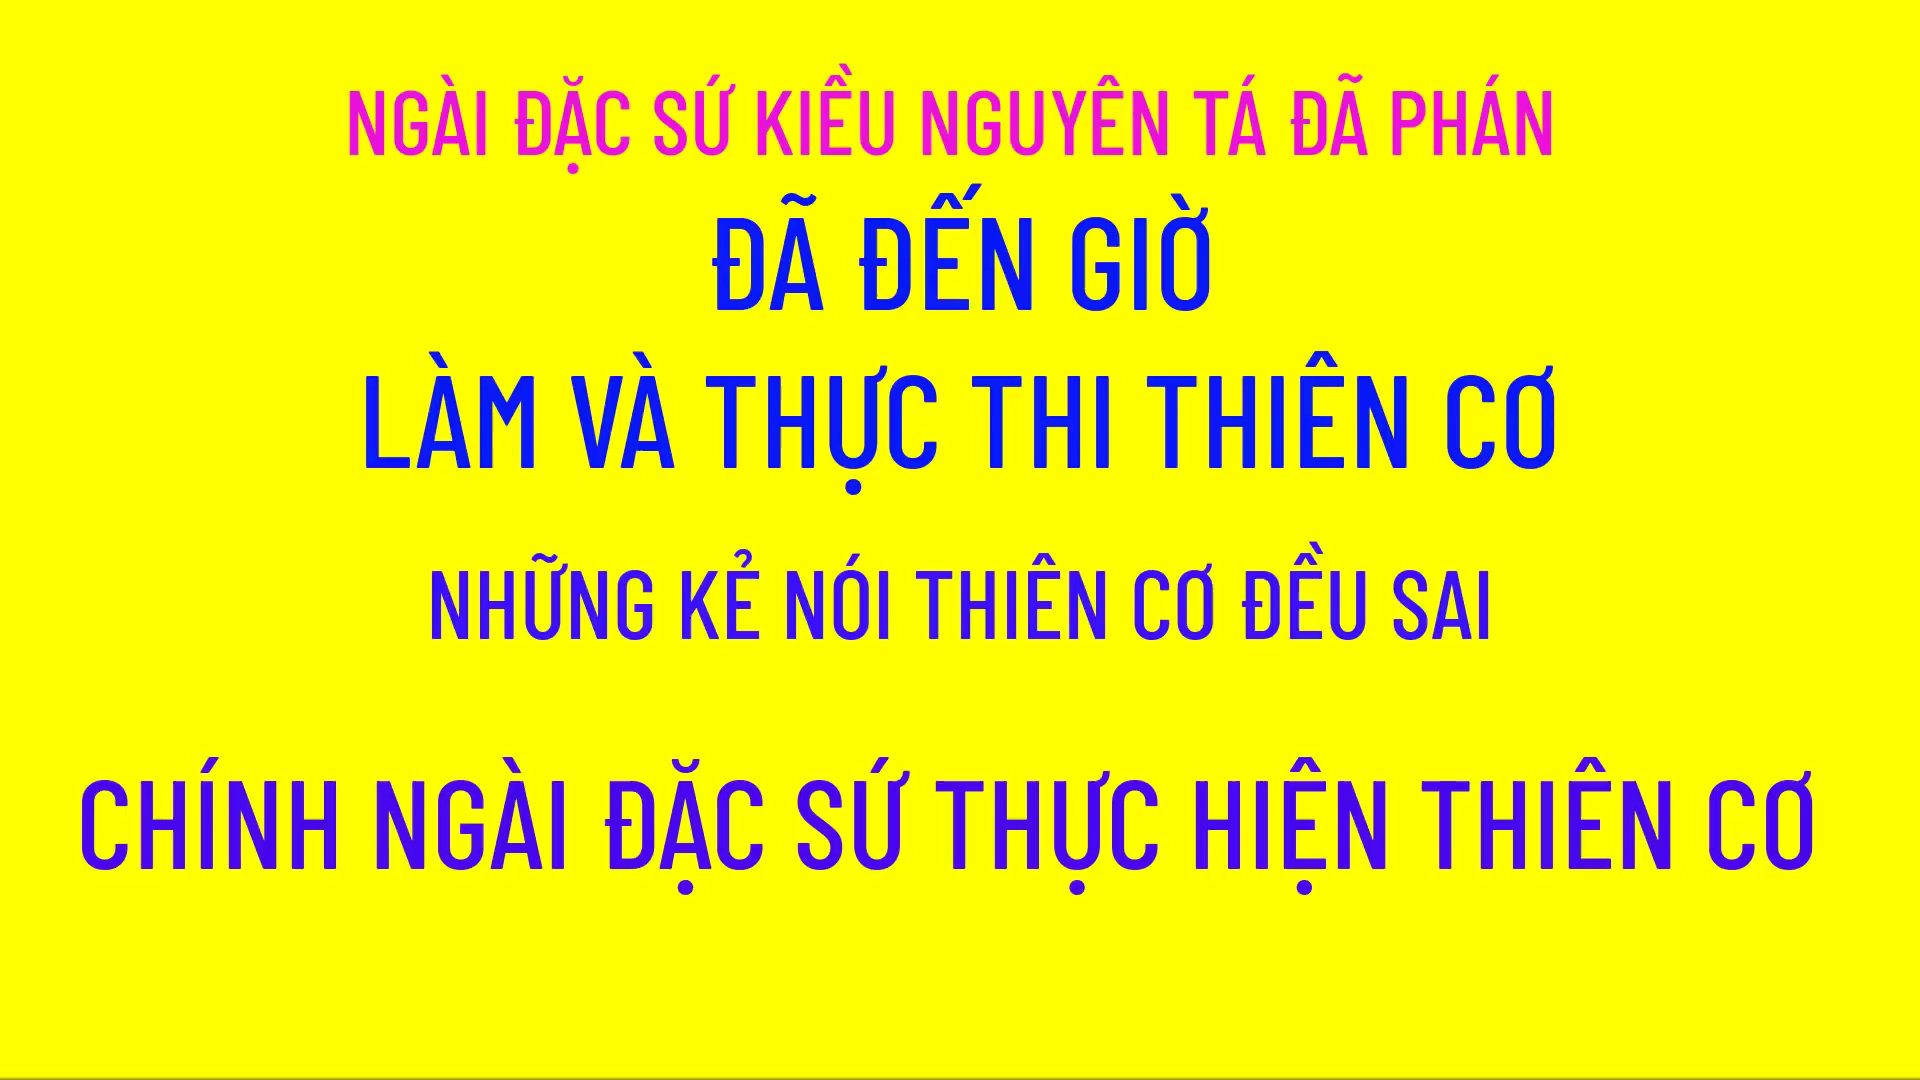 NGÀI ĐẶC SỨ KIỀU NGUYÊN TÁ ĐÃ PHÁN
ĐÃ ĐẾN GIỜ
LÀM VÀ THỰC THI THIÊN CƠ
NHỮNG KẺ NÓI THIÊN CƠ ĐỀU SAI
CHÍNH NGÀI ĐẶC SỨ THỰC HIỆN THIÊN CƠ